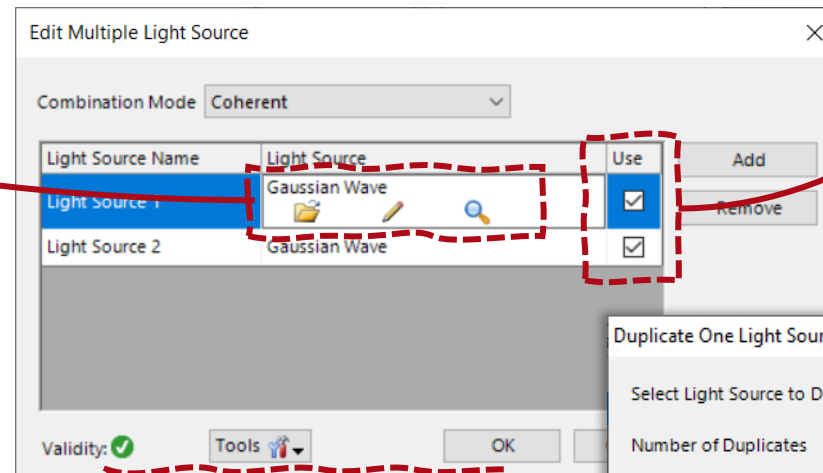 Edit Multiple Light Source
Combination Mode Coherent
Light Source Name Light Source Use Add
Light Source 1 Gaussian Wave Remove
Light Source 2 Gaussian Wave
Duplicate One Light
Select Light Source to
Validity: Tools OK
Number of Duplicates